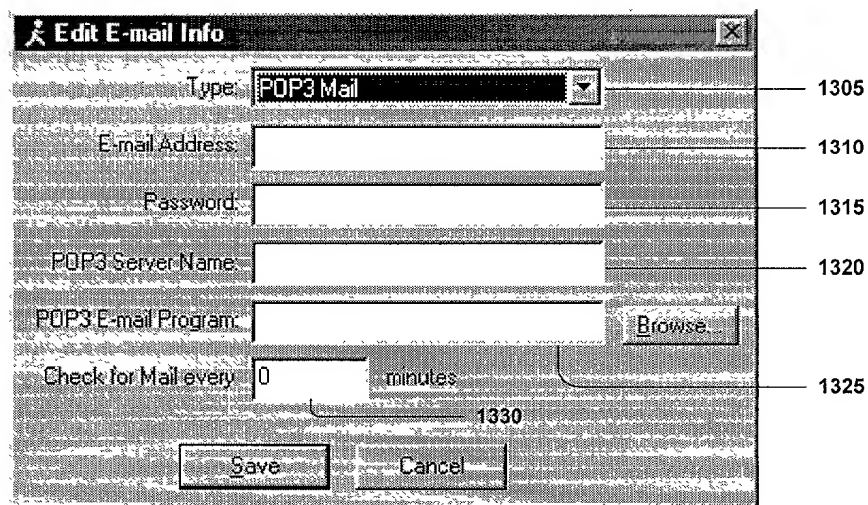 Edit E-mail Info
Type: POP3 Mail 1305
E-mail Address: 1310
Password: 1315
POP3 Server Name: 1320
POP3 E-mail Program: Browse...
1325
Check for Mail every 0 minutes
1330
Save Cancel